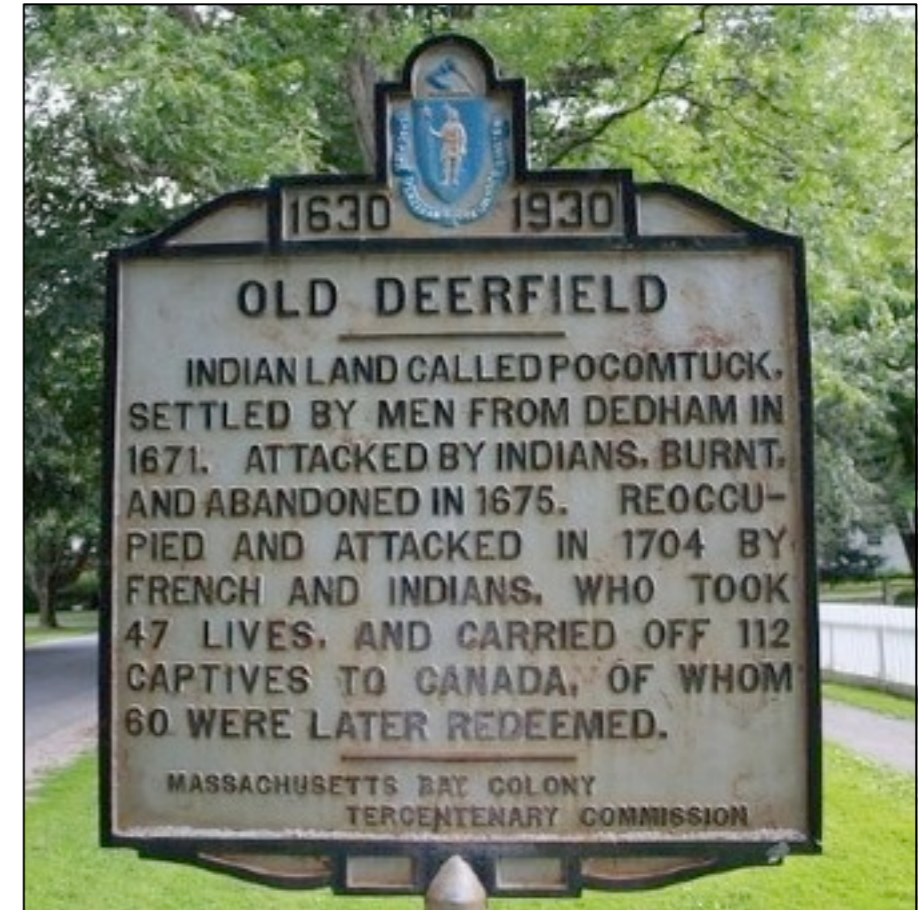 1630 1930
OLD DEERFIELD
INDIAN LAND CALLED POCOMTUCK.
SETTLED BY MEN FROM DEDHAM IN
1671. ATTACKED BY INDIANS, BURNT,
AND ABANDONED IN 1675. REOCCU-
PIED AND ATTACKED IN 1704 BY
FRENCH AND INDIANS, WHO TOOK
47 LIVES, AND CARRIED OFF 112
CAPTIVES TO CANADA, OF WHOM
60 WERE LATER REDEEMED.
MASSACHUSETTS BAY COLONY
TERCENTENARY COMMISSION